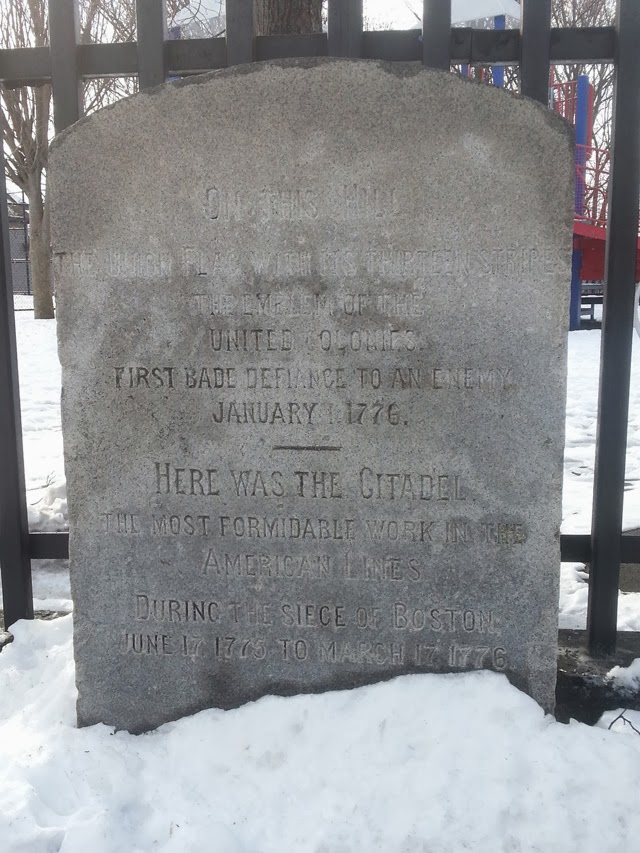 ON THIS HILL
THE UNION FLAG WITH ITS THIRTEEN STRIPES
THE EMBLEM OF THE
UNITED COLONIES.
FIRST BADE DEFIANCE TO AN ENEMY
JANUARY 1. 1776.
HERE WAS THE CITADEL,
THE MOST FORMIDABLE WORK IN THE
AMERICAN LINES
DURING THE SIEGE OF BOSTON
JUNE 17. 1775 TO MARCH 17. 1776.